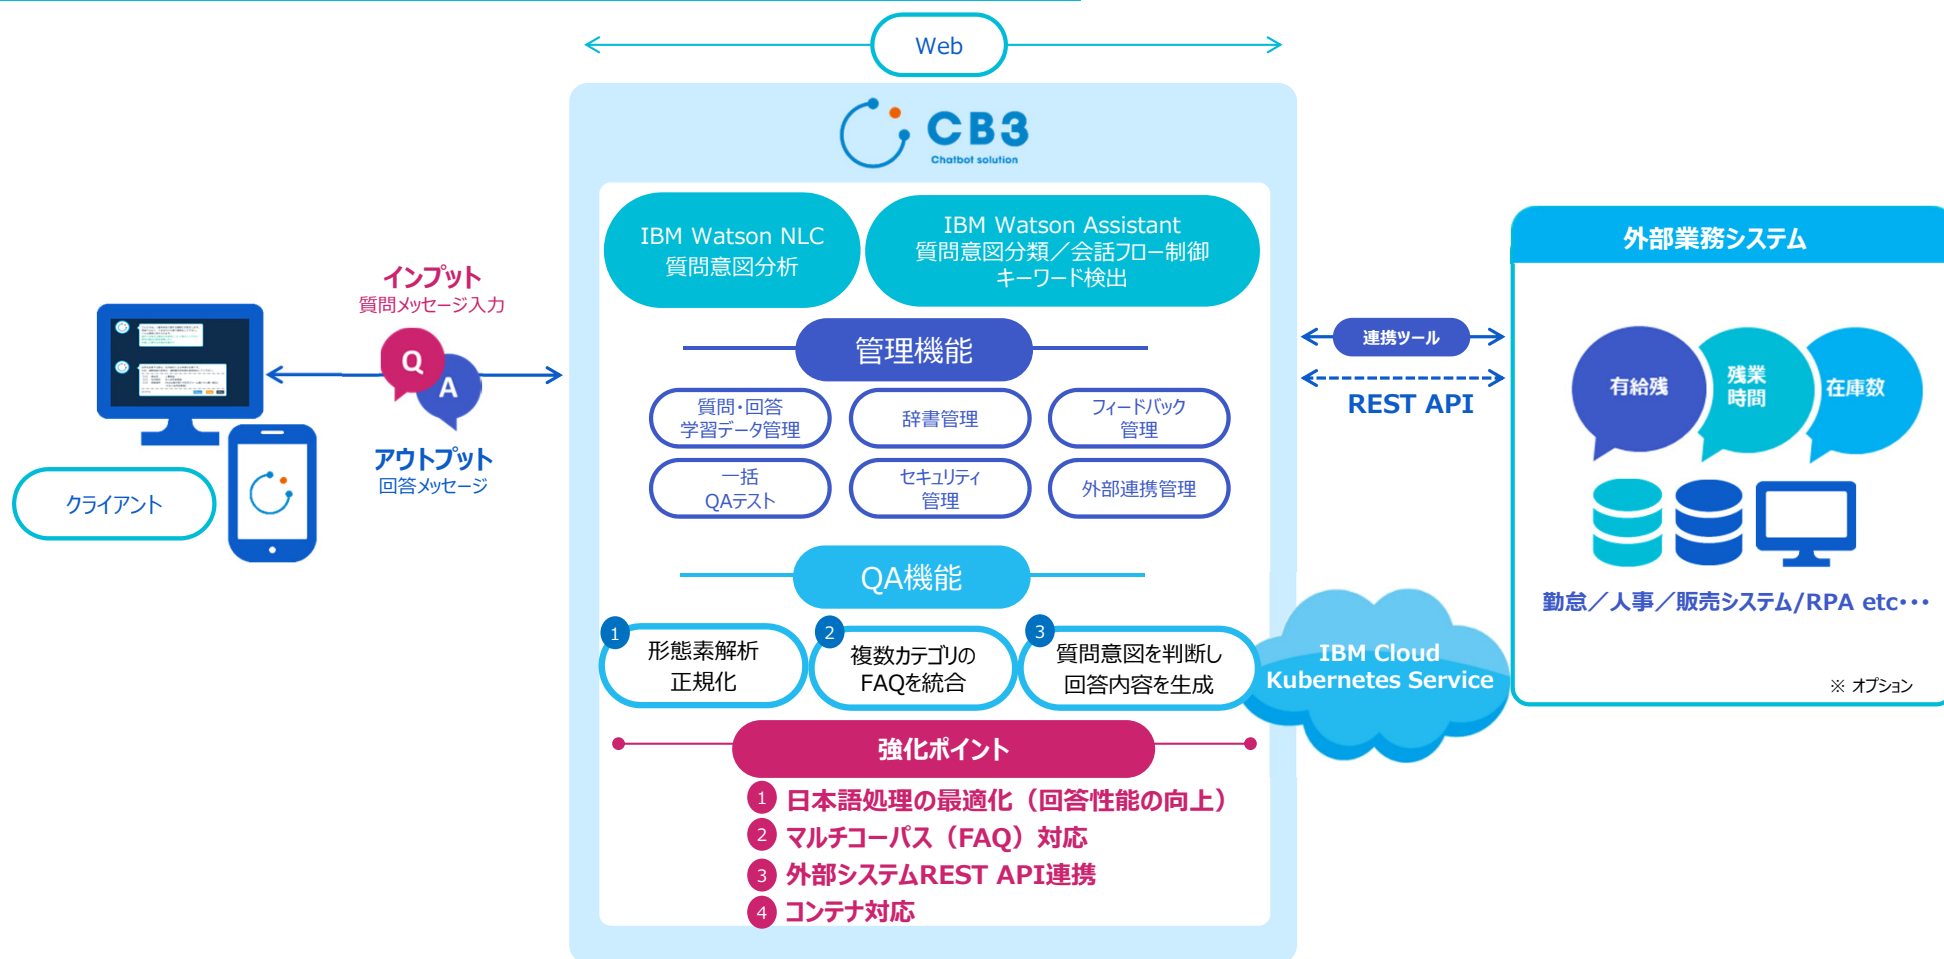 Web
CB3
Chatbot solution
IBM Watson NLC
質問意図分析
IBM Watson Assistant
質問意図分類／会話フロー制御
キーワード検出
インプット
質問メッセージ入力
Q
A
アウトプット
回答メッセージ
クライアント
管理機能
質問・回答
学習データ管理
辞書管理
フィードバック
管理
一括
QAテスト
セキュリティ
管理
外部連携管理
QA機能
1
形態素解析
正規化
2
複数カテゴリの
FAQを統合
3
質問意図を判断し
回答内容を生成
強化ポイント
1 日本語処理の最適化（回答性能の向上）
2 マルチコーパス（FAQ）対応
3 外部システムREST API連携
4 コンテナ対応
連携ツール
REST API
IBM Cloud
Kubernetes Service
外部業務システム
有給残
残業
時間
在庫数
勤怠／人事／販売システム/RPA etc・・・
※ オプション